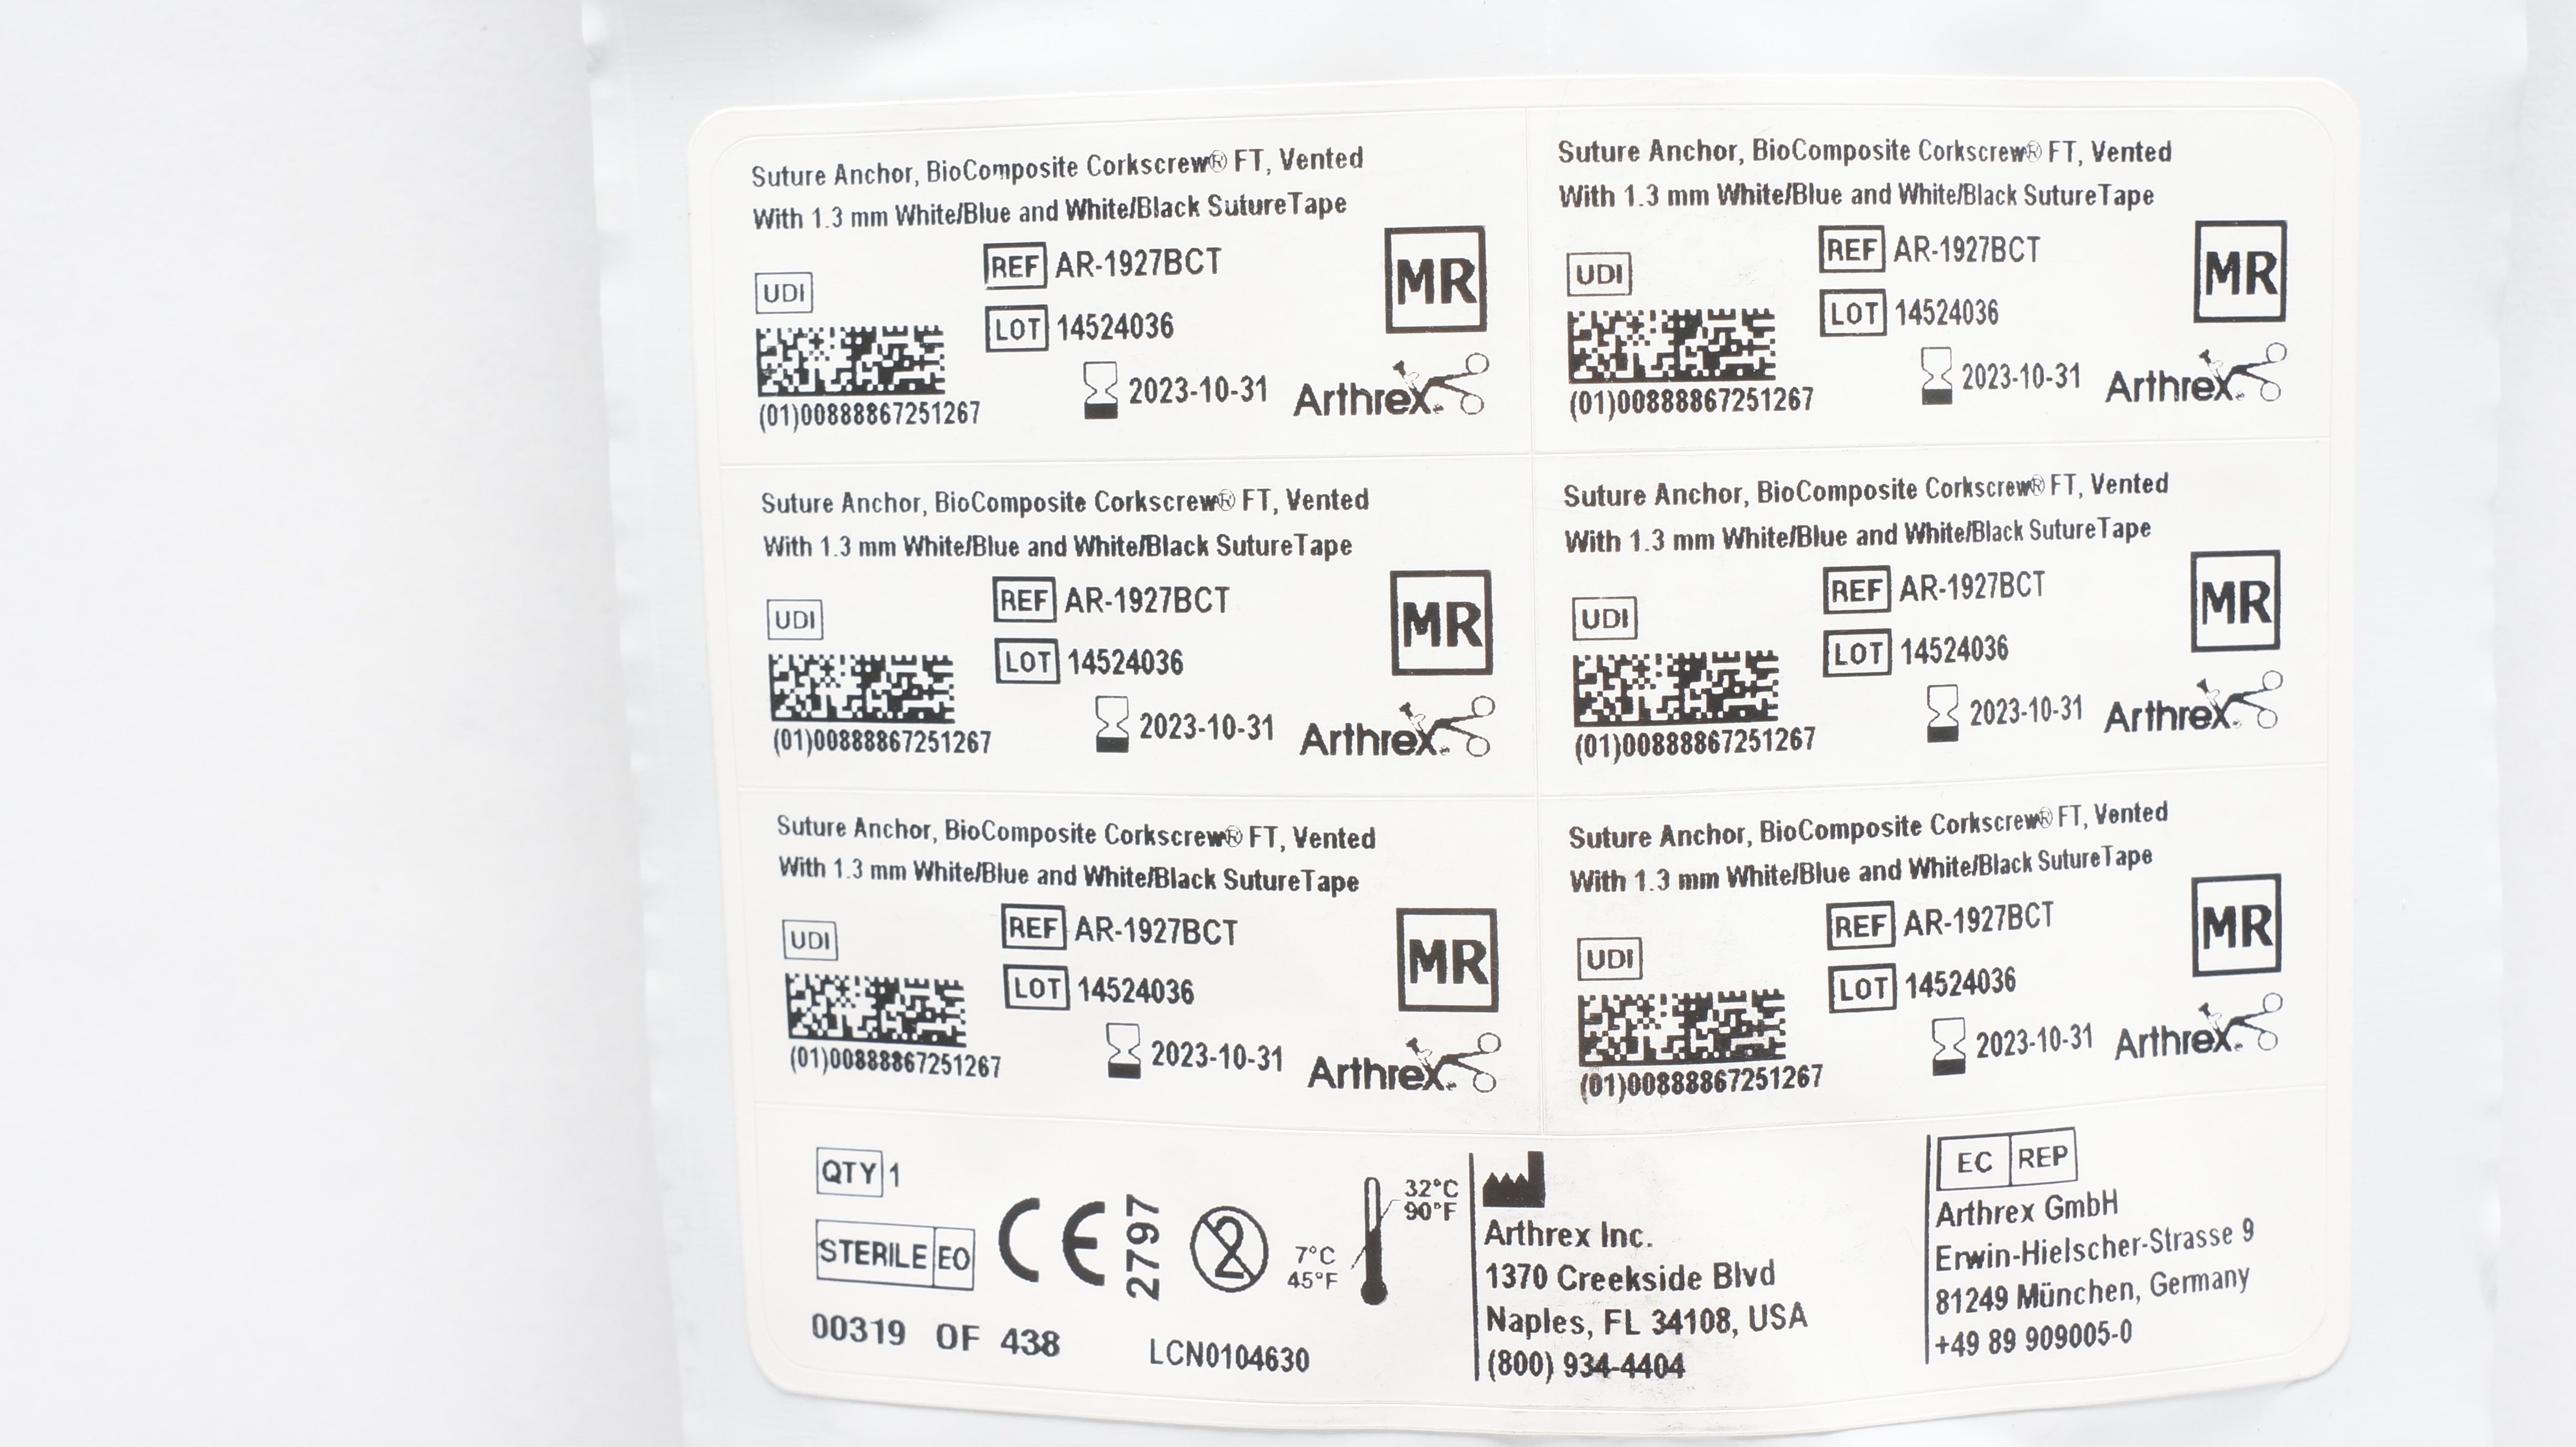 Suture Anchor, BioComposite Corkscrew® FT, Vented
With 1.3 mm White/Blue and White/Black SutureTape
UDI
REF AR-1927BCT
LOT 14524036
MR
2023-10-31
Arthrex
(01)00888867251267
Suture Anchor, BioComposite Corkscrew® FT, Vented
With 1.3 mm White/Blue and White/Black SutureTape
UDI
REF AR-1927BCT
LOT 14524036
MR
2023-10-31
Arthrex
(01)00888867251267
Suture Anchor, BioComposite Corkscrew® FT, Vented
With 1.3 mm White/Blue and White/Black SutureTape
UDI
REF AR-1927BCT
LOT 14524036
MR
2023-10-31
Arthrex
(01)00888867251267
Suture Anchor, BioComposite Corkscrew® FT, Vented
With 1.3 mm White/Blue and White/Black SutureTape
UDI
REF AR-1927BCT
LOT 14524036
MR
2023-10-31
Arthrex
(01)00888867251267
Suture Anchor, BioComposite Corkscrew® FT, Vented
With 1.3 mm White/Blue and White/Black SutureTape
UDI
REF AR-1927BCT
LOT 14524036
MR
2023-10-31
Arthrex
(01)00888867251267
Suture Anchor, BioComposite Corkscrew® FT, Vented
With 1.3 mm White/Blue and White/Black SutureTape
UDI
REF AR-1927BCT
LOT 14524036
MR
2023-10-31
Arthrex
(01)00888867251267
QTY 1
STERILE EO
CE 2797
2
32°C
90°F
7°C
45°F
00319 OF 438
LCN0104630
Arthrex Inc.
1370 Creekside Blvd
Naples, FL 34108, USA
(800) 934-4404
EC REP
Arthrex GmbH
Erwin-Hielscher-Strasse 9
81249 München, Germany
+49 89 909005-0